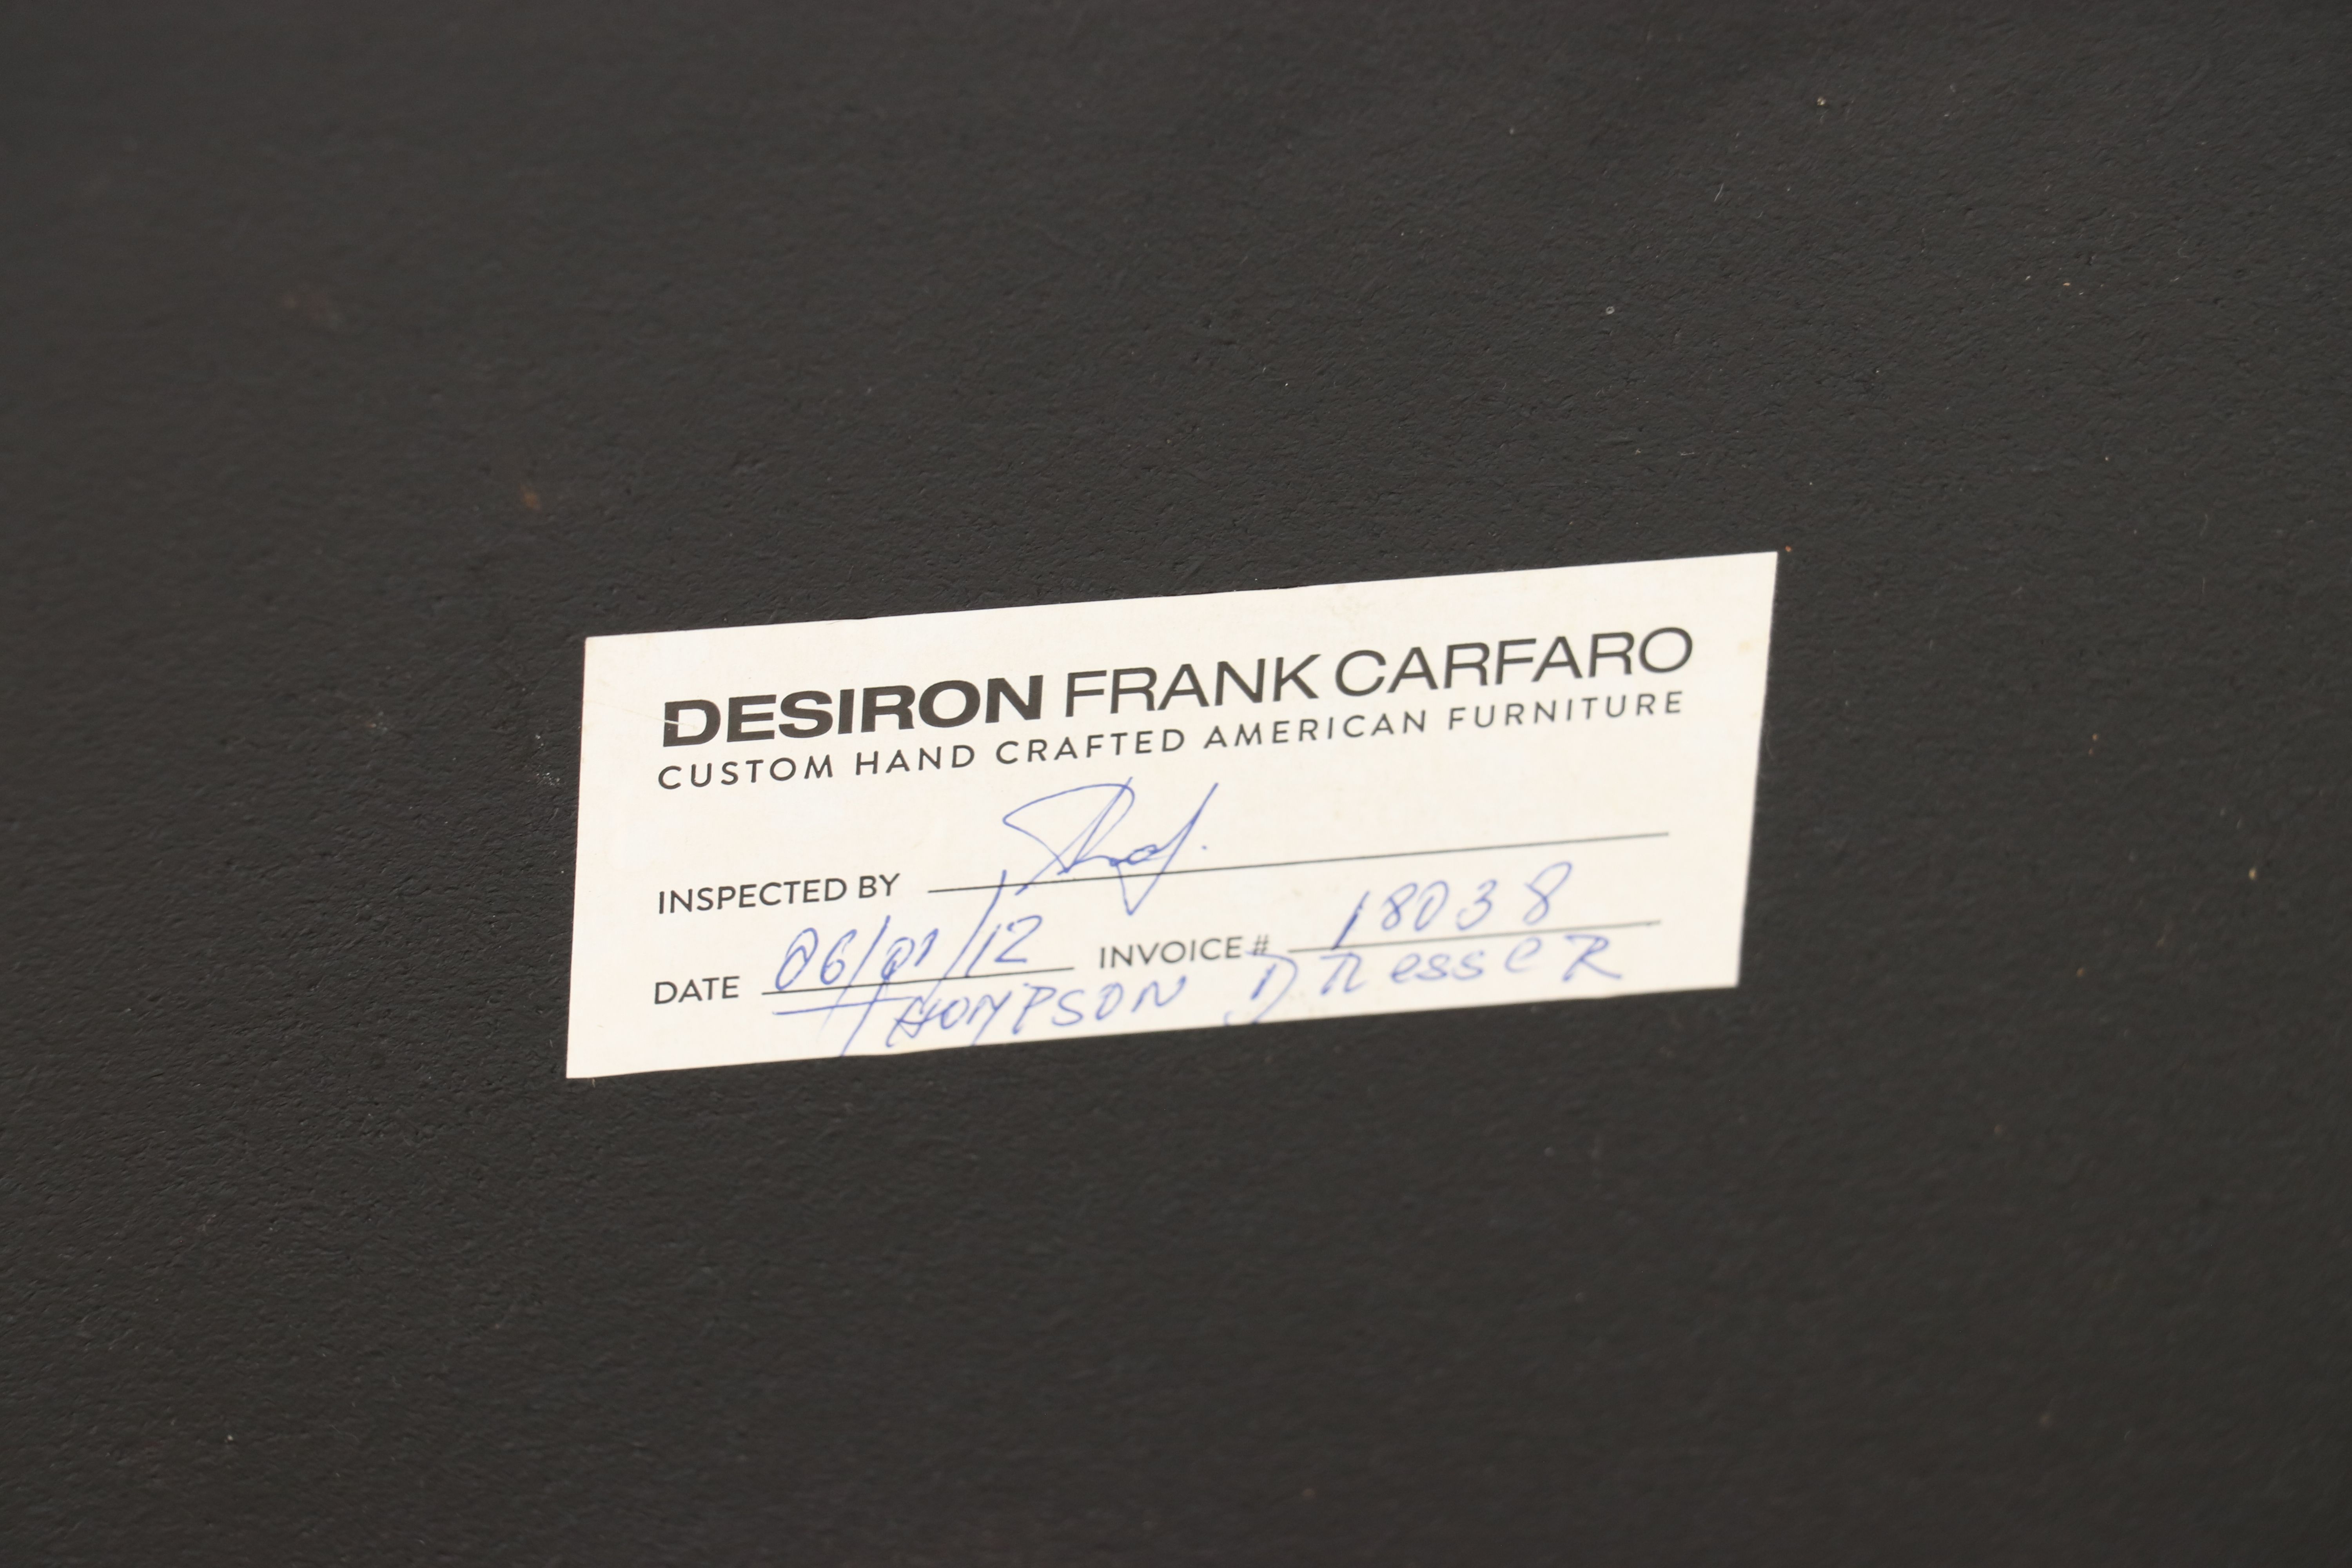 DESIRON FRANK CARFARO
CUSTOM HAND CRAFTED AMERICAN FURNITURE
INSPECTED BY
DATE 06/01/12 INVOICE # 18038
THOMPSON DResseR